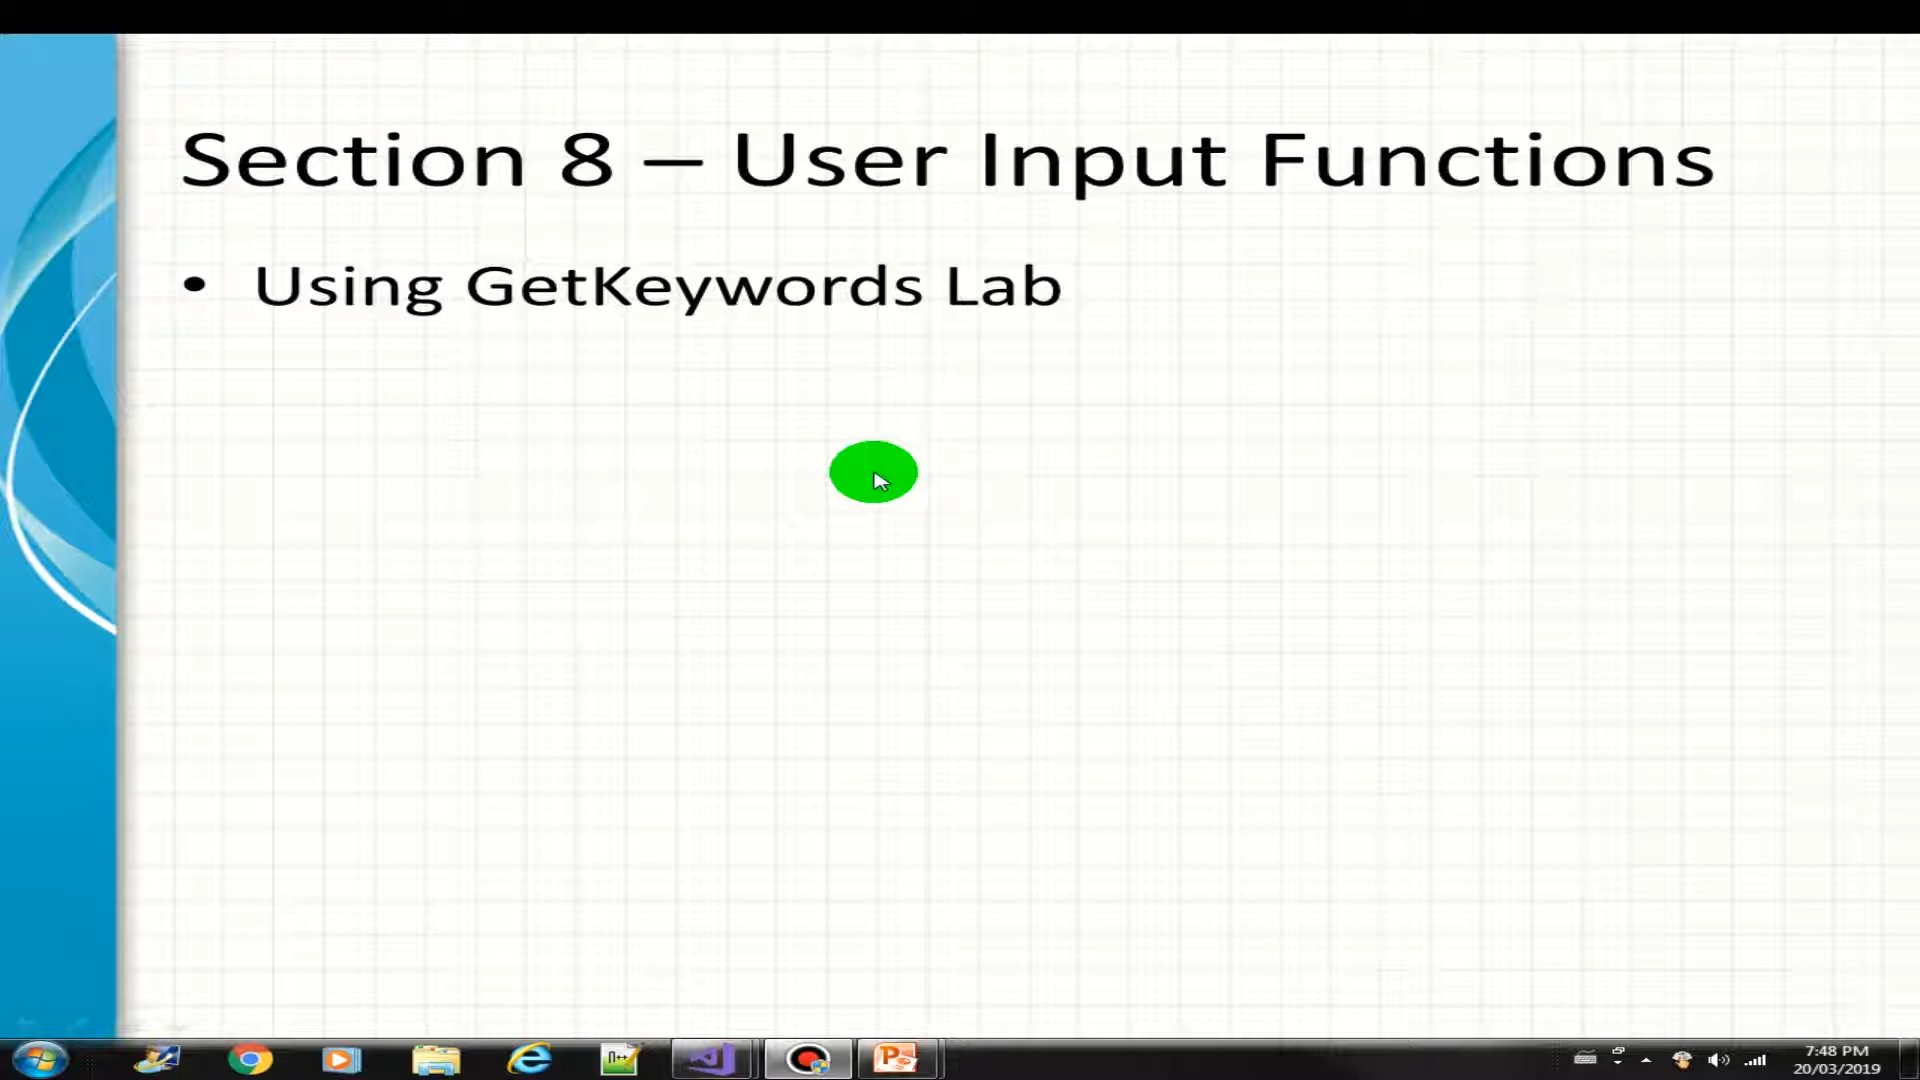 Section 8 – User Input Functions
• Using GetKeywords Lab
7:48 PM
20/03/2019